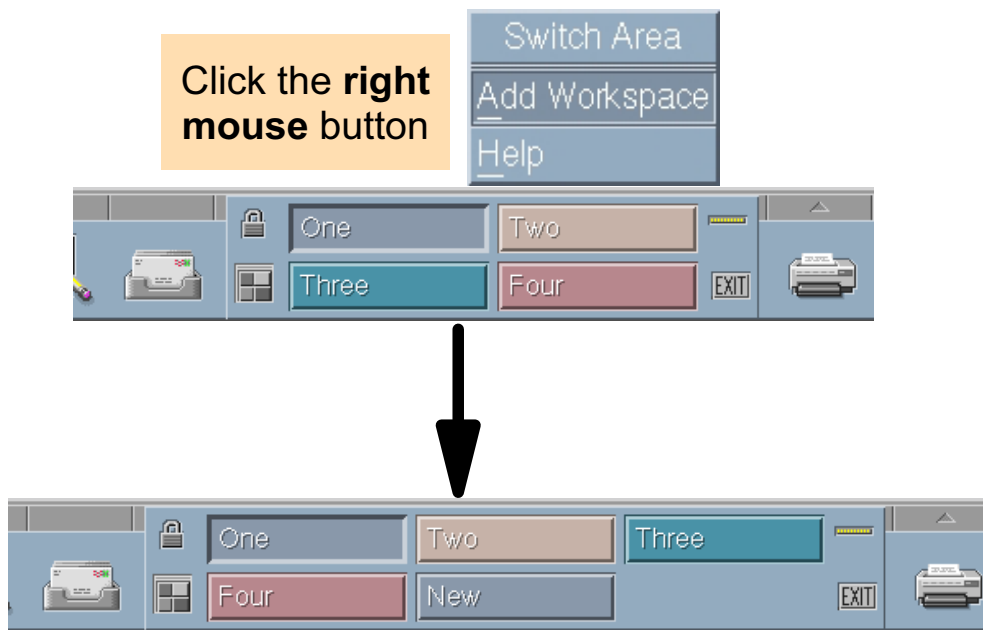 Switch Area
Click the right
mouse button
Add Workspace
Help
One
Two
Three
Four
EXIT
One
Two
Three
Four
New
EXIT